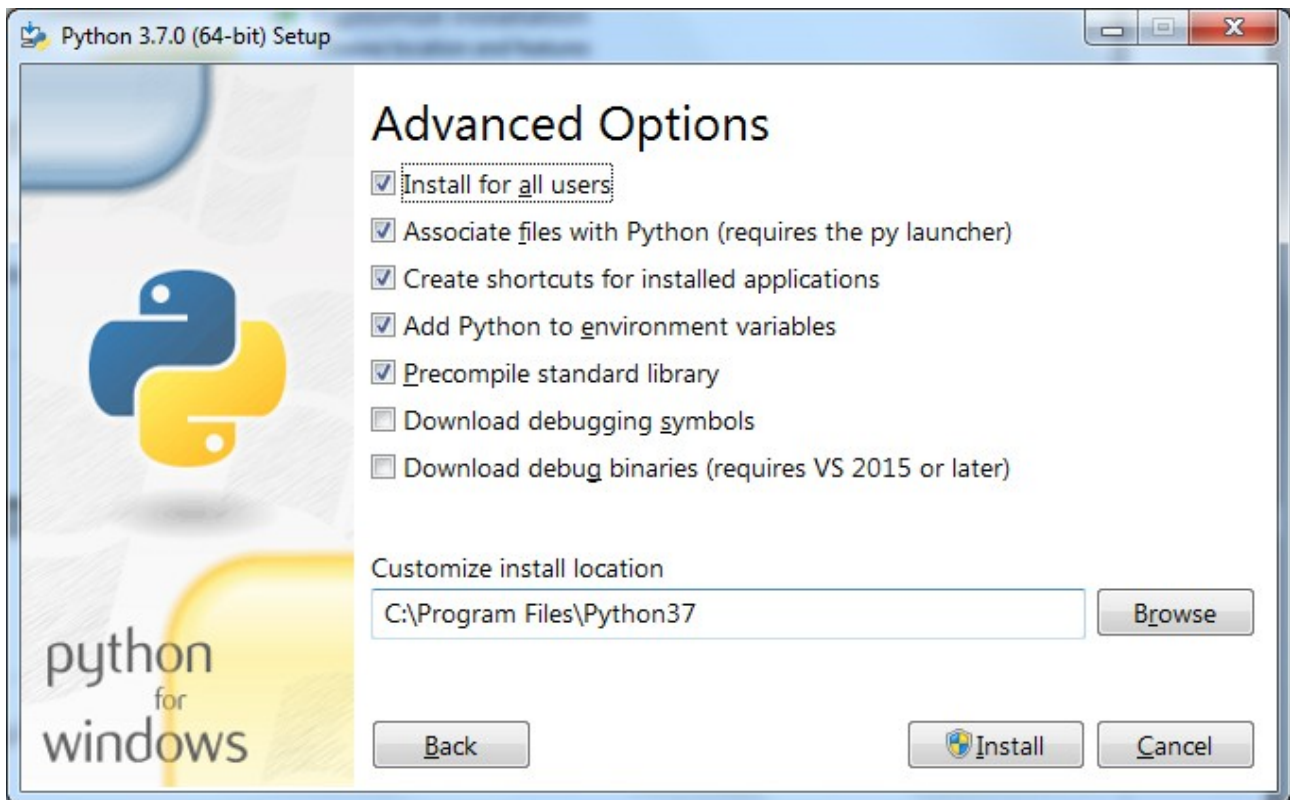 Python 3.7.0 (64-bit) Setup
Advanced Options
Install for all users
Associate files with Python (requires the py launcher)
Create shortcuts for installed applications
Add Python to environment variables
Precompile standard library
Download debugging symbols
Download debug binaries (requires VS 2015 or later)
Customize install location
C:\Program Files\Python37
Browse
python
for
windows
Back
Install
Cancel